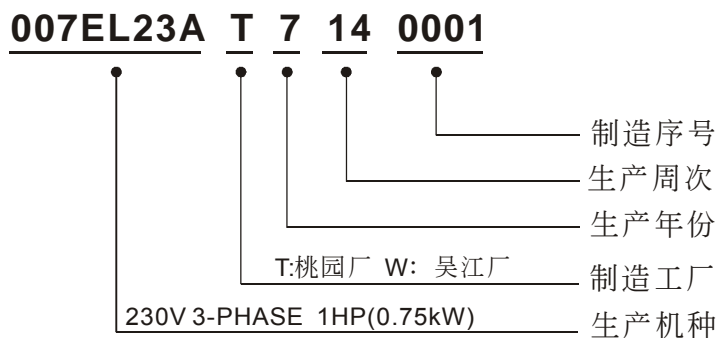 007EL23A T 7 14 0001
制造序号
生产周次
生产年份
T:桃园厂 W: 吴江厂 制造工厂
230V 3-PHASE 1HP(0.75kW) 生产机种